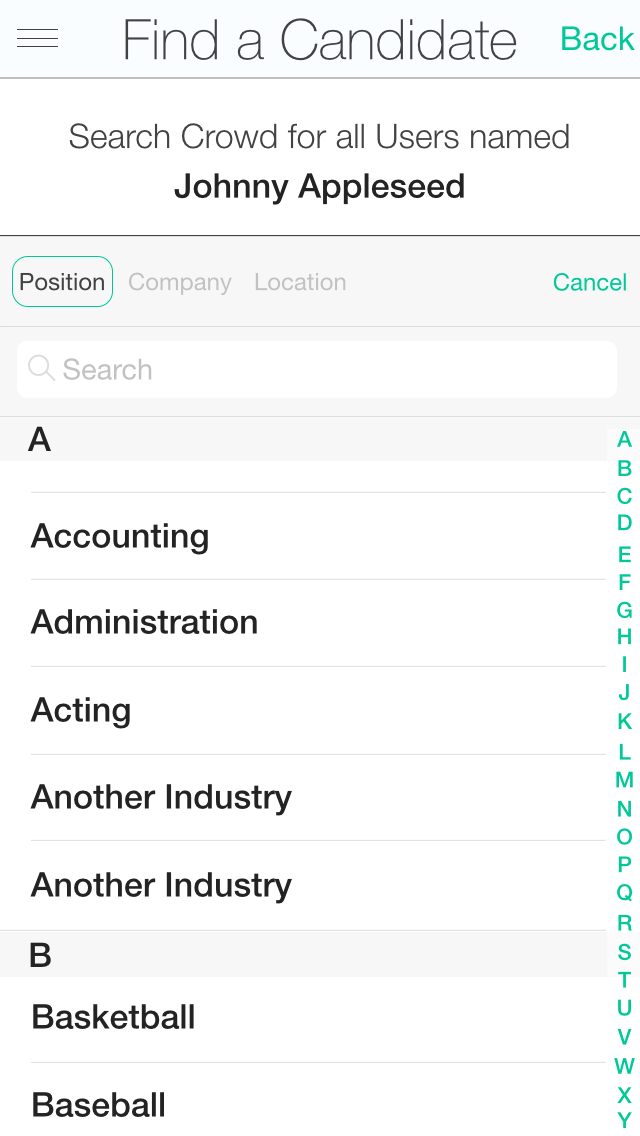 Find a Candidate Back
Search Crowd for all Users named
Johnny Appleseed
Position Company Location Cancel
Search
A
Accounting
Administration
Acting
Another Industry
Another Industry
B
Basketball
Baseball
A
B
C
D
E
F
G
H
I
J
K
L
M
N
O
P
Q
R
S
T
U
V
W
X
Y